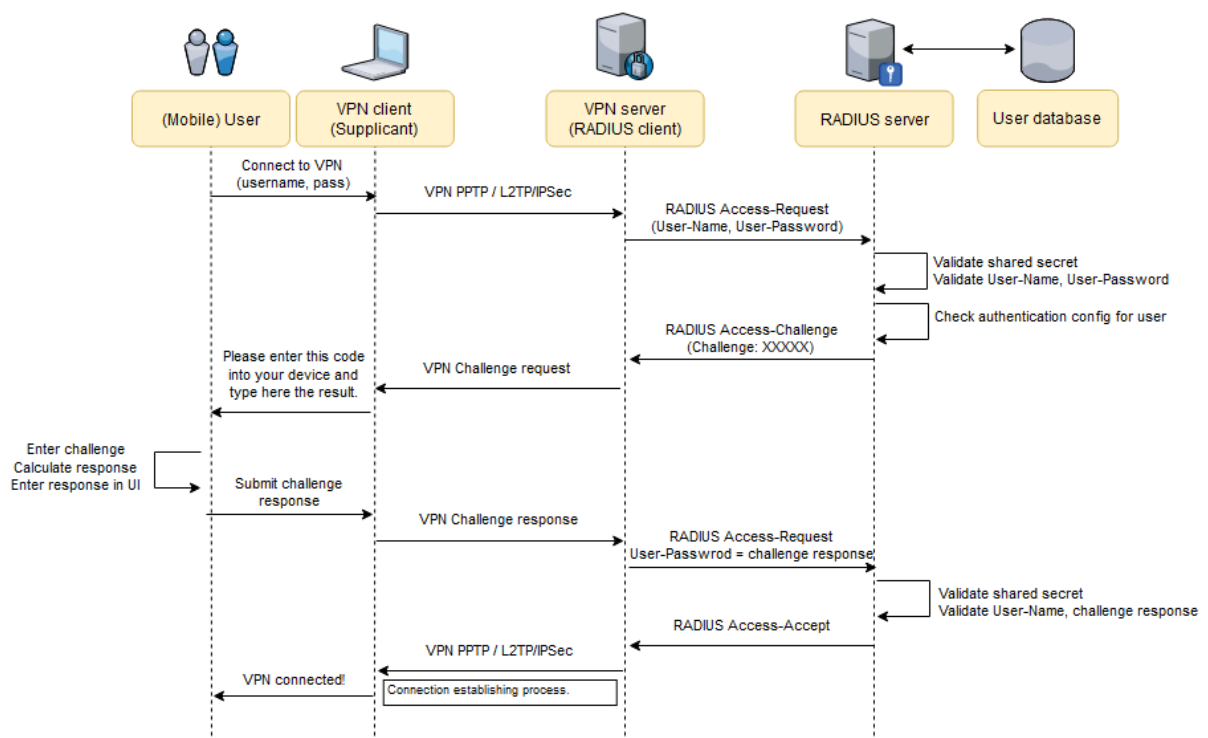 (Mobile) User
VPN client
(Supplicant)
VPN server
(RADIUS client)
RADIUS server
User database
Connect to VPN
(username, pass)
VPN PPTP / L2TP/IPSec
RADIUS Access-Request
(User-Name, User-Password)
Validate shared secret
Validate User-Name, User-Password
Check authentication config for user
RADIUS Access-Challenge
(Challenge: XXXXX)
VPN Challenge request
Please enter this code
into your device and
type here the result.
Enter challenge
Calculate response
Enter response in UI
Submit challenge
response
VPN Challenge response
RADIUS Access-Request
User-Passwrod = challenge response
Validate shared secret
Validate User-Name, challenge response
RADIUS Access-Accept
VPN PPTP / L2TP/IPSec
Connection establishing process.
VPN connected!